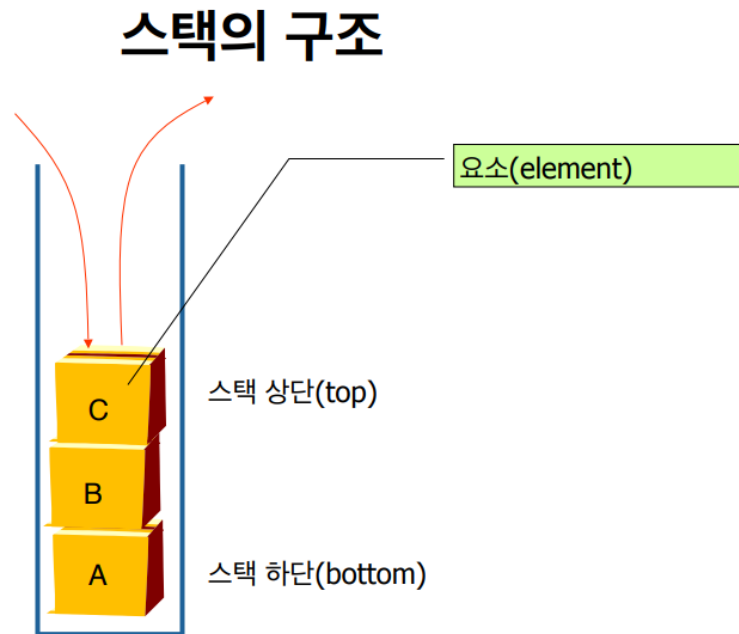 스택의 구조
요소(element)
C
스택 상단(top)
B
A
스택 하단(bottom)